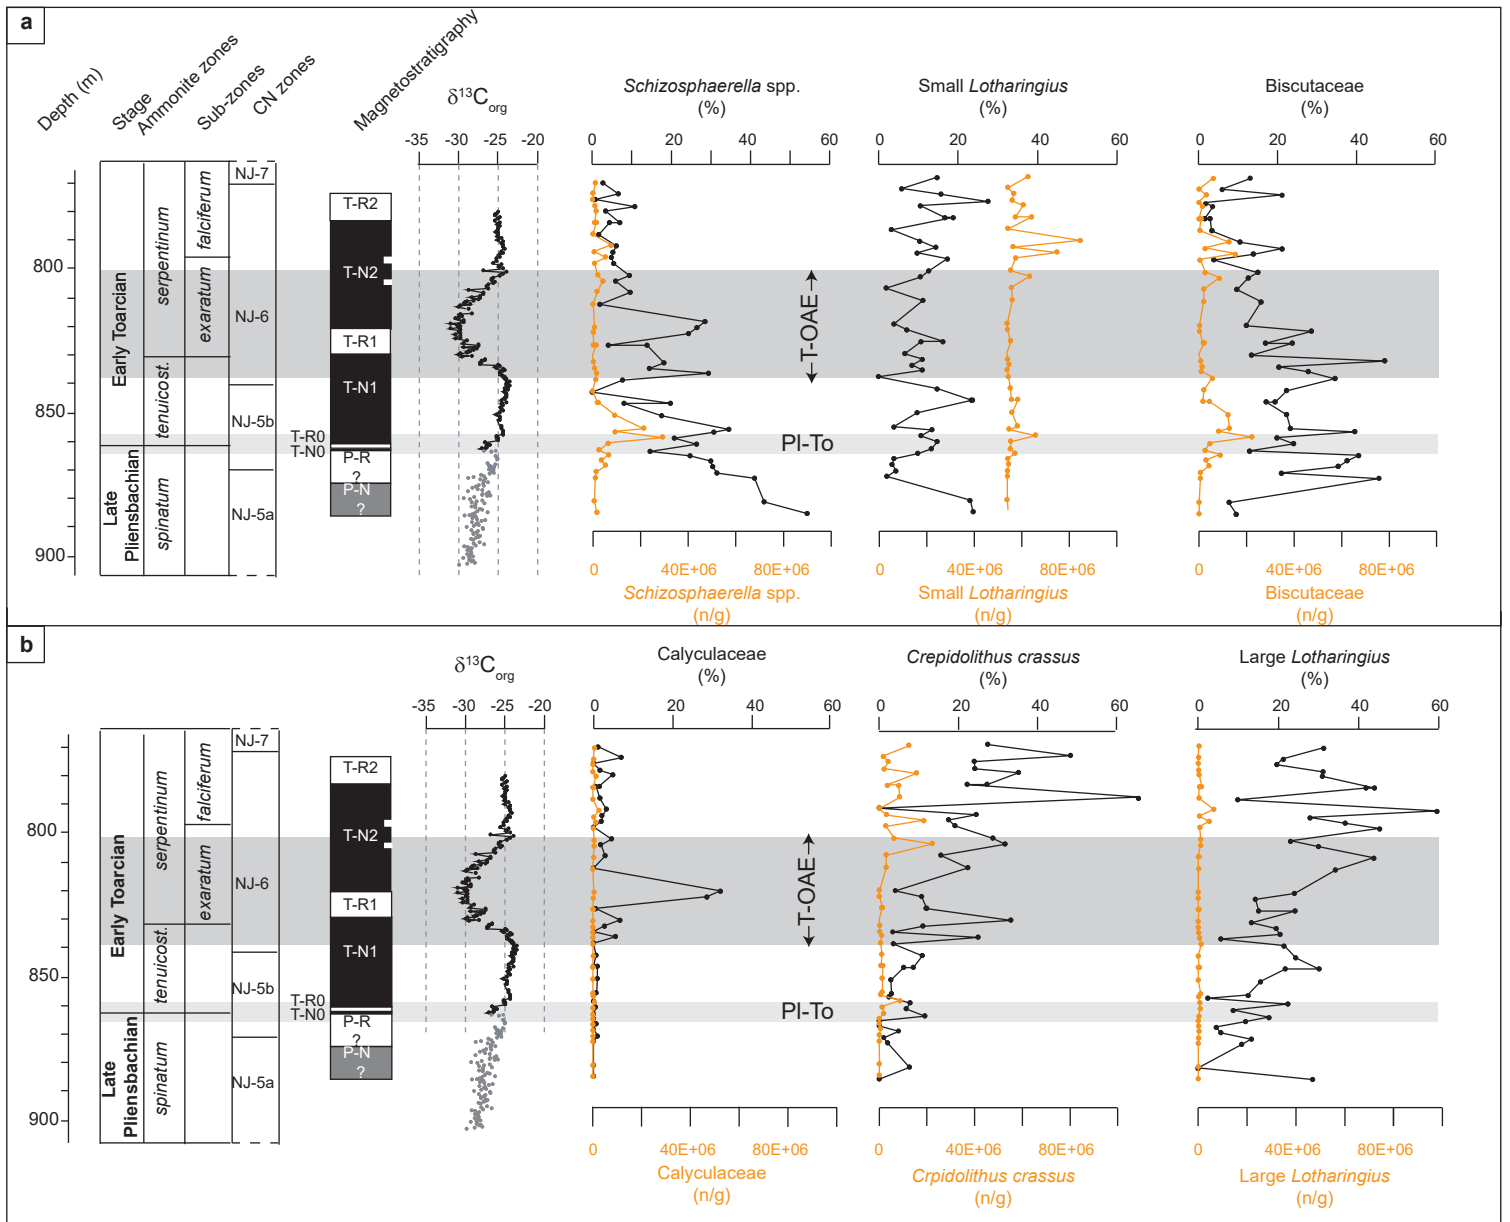 a
Depth (m)
Stage
Ammonite zones
Sub-zones
CN zones
Magnetostratigraphy
δ13Corg
-35 -30 -25 -20
Schizosphaerella spp.
(%)
0 20 40 60
Small Lotharingius
(%)
0 20 40 60
Biscutaceae
(%)
0 20 40 60
800
850
900
Early Toarcian
Late
Pliensbachian
serpentinum
tenuicost.
spinatum
falciferum
exaratum
NJ-7
NJ-6
NJ-5b
NJ-5a
T-R2
T-N2
T-R1
T-N1
T-R0
T-N0
P-R
?
P-N
?
T-OAE
Pl-To
0 40E+06 80E+06
Schizosphaerella spp.
(n/g)
0 40E+06 80E+06
Small Lotharingius
(n/g)
0 40E+06 80E+06
Biscutaceae
(n/g)
b
δ13Corg
-35 -30 -25 -20
Calyculaceae
(%)
0 20 40 60
Crepidolithus crassus
(%)
0 20 40 60
Large Lotharingius
(%)
0 20 40 60
800
850
900
Early Toarcian
Late
Pliensbachian
serpentinum
tenuicost.
spinatum
falciferum
exaratum
NJ-7
NJ-6
NJ-5b
NJ-5a
T-R2
T-N2
T-R1
T-N1
T-R0
T-N0
P-R
?
P-N
?
T-OAE
Pl-To
0 40E+06 80E+06
Calyculaceae
(n/g)
0 40E+06 80E+06
Crpidolithus crassus
(n/g)
0 40E+06 80E+06
Large Lotharingius
(n/g)